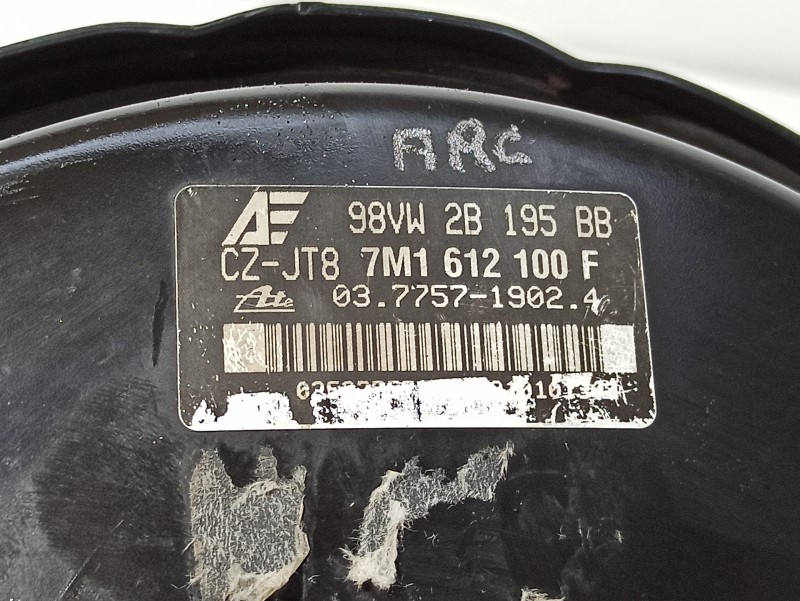 ARC
AE 98VW 2B 195 BB
CZ-JT8 7M1 612 100 F
Ate 03.7757-1902.4